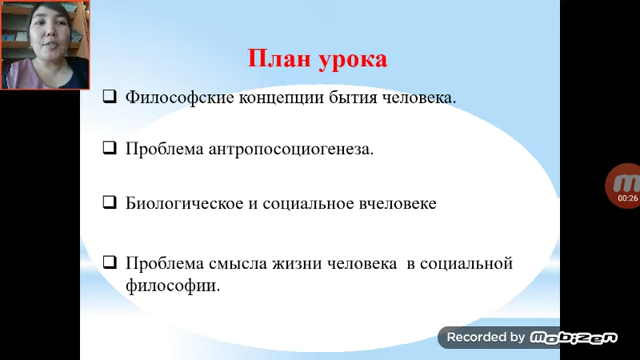 План урока
Философские концепции бытия человека.
Проблема антропосоциогенеза.
Биологическое и социальное вчеловеке
Проблема смысла жизни человека в социальной
философии.
00:26
Recorded by mobizen